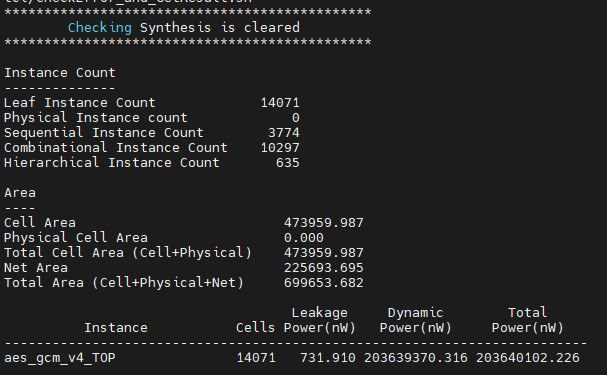 ***********************************************
Checking Synthesis is cleared
***********************************************
Instance Count
--------------
Leaf Instance Count 14071
Physical Instance count 0
Sequential Instance Count 3774
Combinational Instance Count 10297
Hierarchical Instance Count 635
Area
----
Cell Area 473959.987
Physical Cell Area 0.000
Total Cell Area (Cell+Physical) 473959.987
Net Area 225693.695
Total Area (Cell+Physical+Net) 699653.682
Leakage Dynamic Total
Instance Cells Power(nW) Power(nW) Power(nW)
---------------------------------------------------------------------------
aes_gcm_v4_TOP 14071 731.910 203639370.316 203640102.226